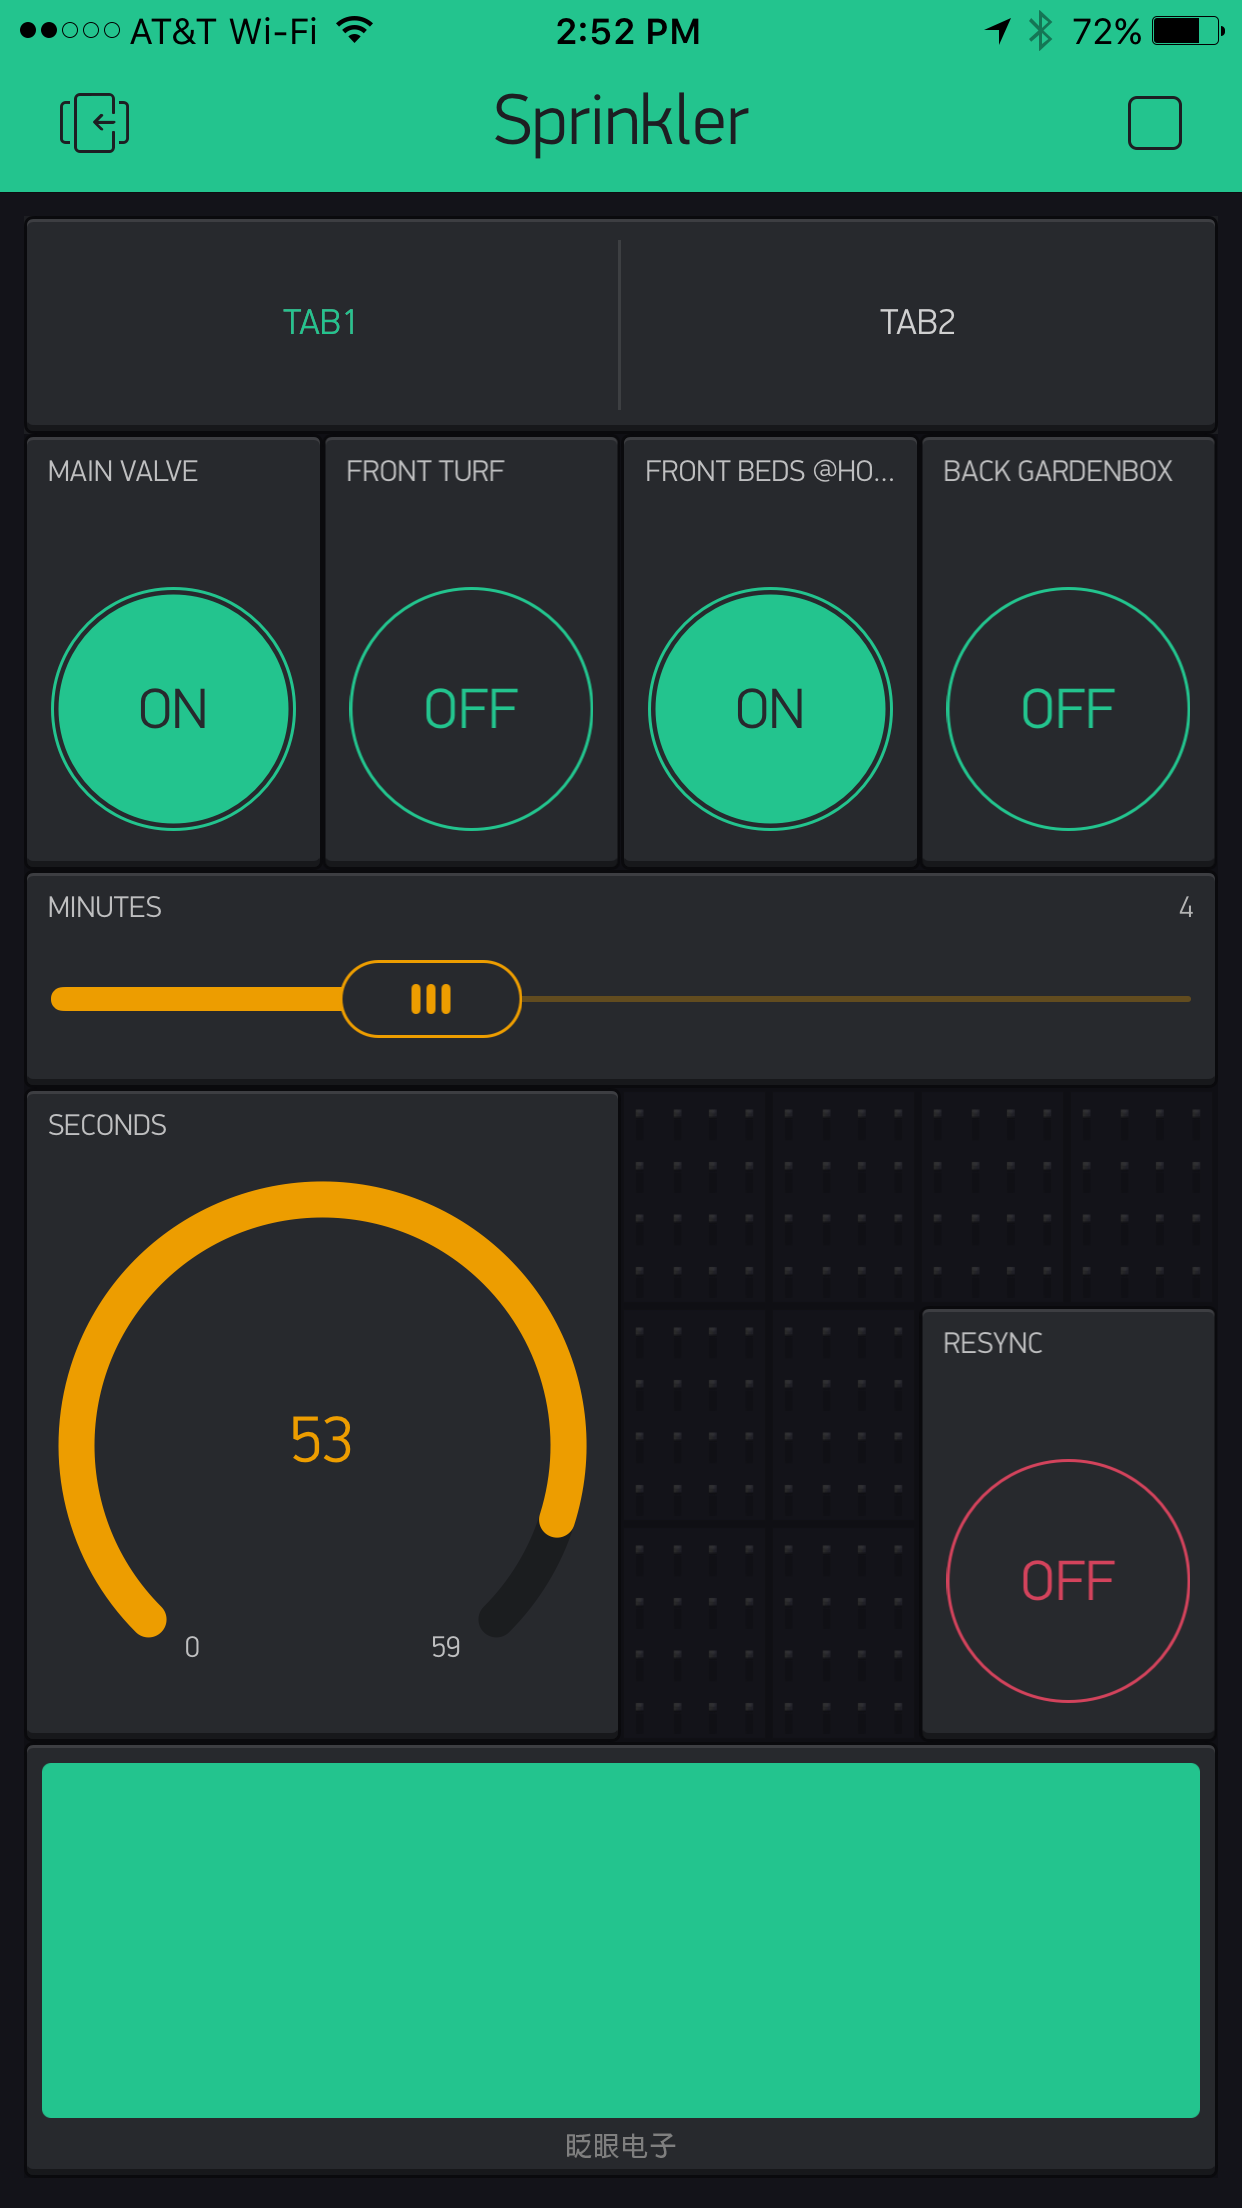 AT&T Wi-Fi 2:52 PM 72%
Sprinkler
TAB1 TAB2
MAIN VALVE FRONT TURF FRONT BEDS @HO... BACK GARDENBOX
ON OFF ON OFF
MINUTES 4
SECONDS
RESYNC
53
OFF
0 59
眨眼电子